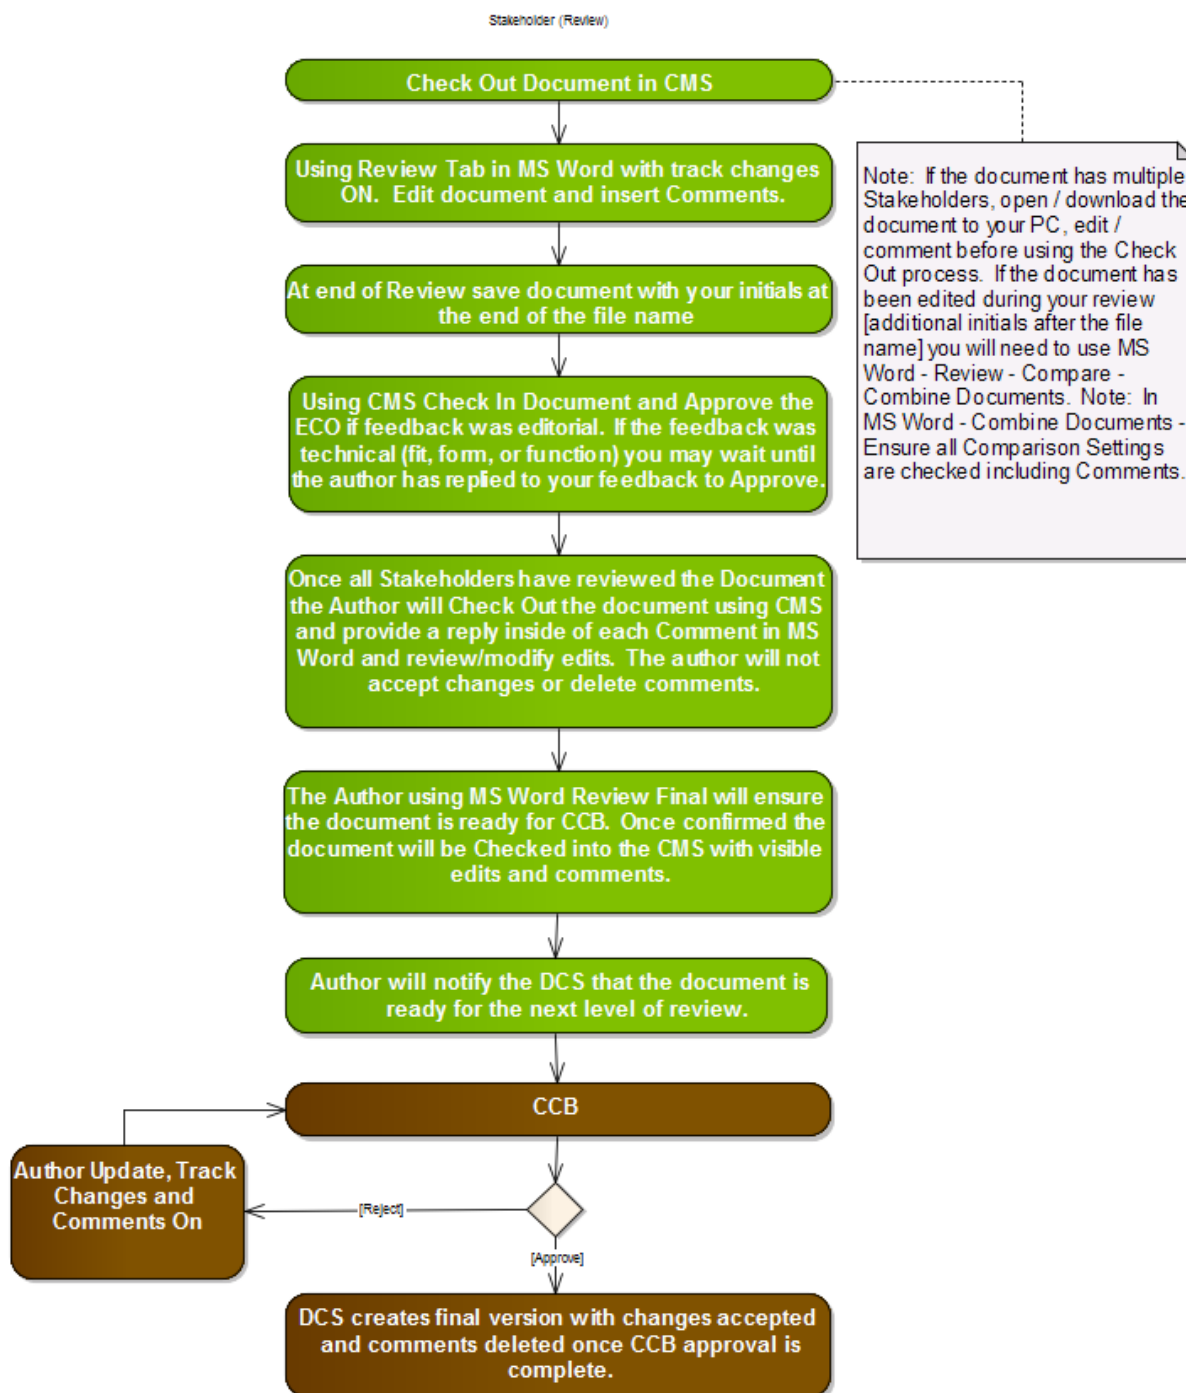 Stakeholder (Review)
Check Out Document in CMS
Using Review Tab in MS Word with track changes
ON.  Edit document and insert Comments.
At end of Review save document with your initials at
the end of the file name
Using CMS Check In Document and Approve the
ECO if feedback was editorial. If the feedback was
technical (fit, form, or function) you may wait until
the author has replied to your feedback to Approve.
Once all Stakeholders have reviewed the Document
the Author will Check Out the document using CMS
and provide a reply inside of each Comment in MS
Word and review/modify edits.  The author will not
accept changes or delete comments.
The Author using MS Word Review Final will ensure
the document is ready for CCB.  Once confirmed the
document will be Checked into the CMS with visible
edits and comments.
Author will notify the DCS that the document is
ready for the next level of review.
CCB
Author Update, Track
Changes and
Comments On
[Reject]
[Approve]
DCS creates final version with changes accepted
and comments deleted once CCB approval is
complete.
Note:  If the document has multiple
Stakeholders, open / download the
document to your PC, edit /
comment before using the Check
Out process.  If the document has
been edited during your review
[additional initials after the file
name] you will need to use MS
Word - Review - Compare -
Combine Documents.  Note:  In
MS Word - Combine Documents -
Ensure all Comparison Settings
are checked including Comments.